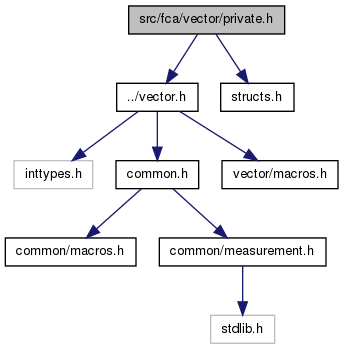 src/fca/vector/private.h
../vector.h
structs.h
inttypes.h
common.h
vector/macros.h
common/macros.h
common/measurement.h
stdlib.h